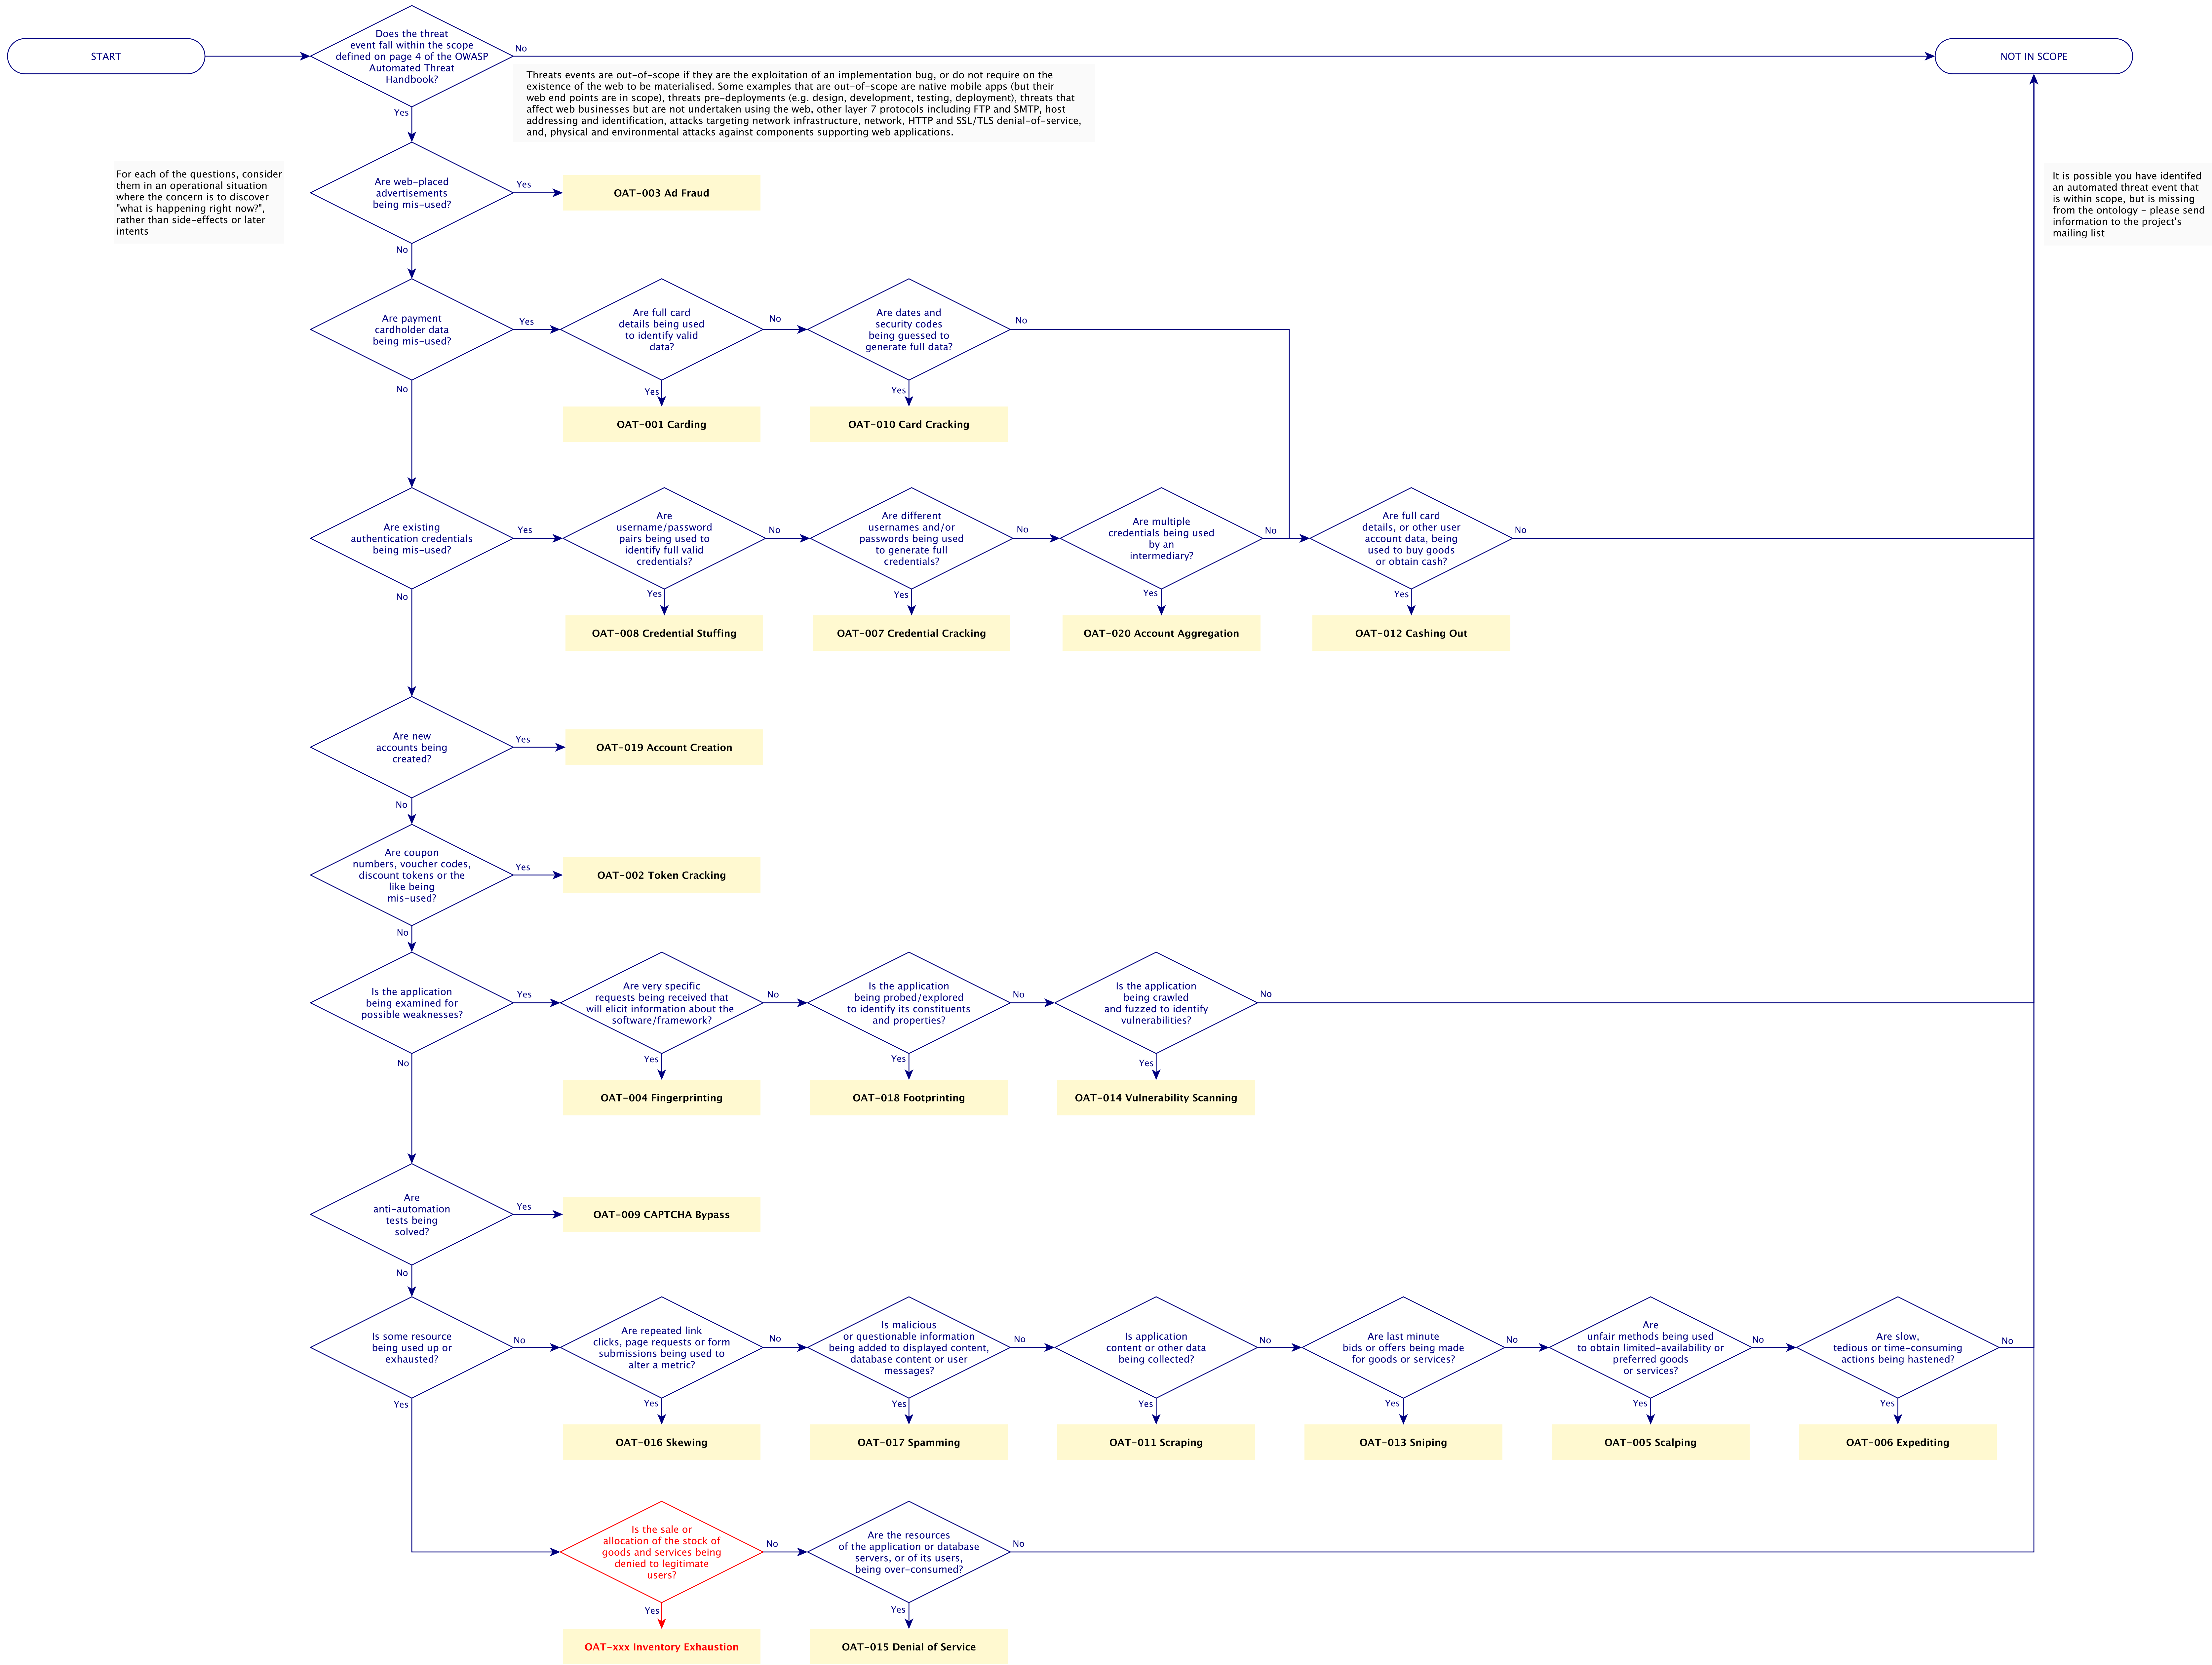 START
Does the threat
event fall within the scope
defined on page 4 of the OWASP
Automated Threat
Handbook?
No
NOT IN SCOPE
Threats events are out-of-scope if they are the exploitation of an implementation bug, or do not require on the
existence of the web to be materialised. Some examples that are out-of-scope are native mobile apps (but their
web end points are in scope), threats pre-deployments (e.g. design, development, testing, deployment), threats that
affect web businesses but are not undertaken using the web, other layer 7 protocols including FTP and SMTP, host
addressing and identification, attacks targeting network infrastructure, network, HTTP and SSL/TLS denial-of-service,
and, physical and environmental attacks against components supporting web applications.
Yes
For each of the questions, consider
them in an operational situation
where the concern is to discover
"what is happening right now?",
rather than side-effects or later
intents
Are web-placed
advertisements
being mis-used?
Yes
OAT-003 Ad Fraud
It is possible you have identifed
an automated threat event that
is within scope, but is missing
from the ontology - please send
information to the project's
mailing list
No
Are payment
cardholder data
being mis-used?
Yes
Are full card
details being used
to identify valid
data?
No
Are dates and
security codes
being guessed to
generate full data?
No
No
Yes
Yes
OAT-001 Carding
OAT-010 Card Cracking
Are existing
authentication credentials
being mis-used?
Yes
Are
username/password
pairs being used to
identify full valid
credentials?
No
Are different
usernames and/or
passwords being used
to generate full
credentials?
No
Are multiple
credentials being used
by an
intermediary?
No
Are full card
details, or other user
account data, being
used to buy goods
or obtain cash?
No
No
Yes
Yes
Yes
Yes
OAT-008 Credential Stuffing
OAT-007 Credential Cracking
OAT-020 Account Aggregation
OAT-012 Cashing Out
Are new
accounts being
created?
Yes
OAT-019 Account Creation
No
Are coupon
numbers, voucher codes,
discount tokens or the
like being
mis-used?
Yes
OAT-002 Token Cracking
No
Is the application
being examined for
possible weaknesses?
Yes
Are very specific
requests being received that
will elicit information about the
software/framework?
No
Is the application
being probed/explored
to identify its constituents
and properties?
No
Is the application
being crawled
and fuzzed to identify
vulnerabilities?
No
No
Yes
Yes
Yes
OAT-004 Fingerprinting
OAT-018 Footprinting
OAT-014 Vulnerability Scanning
Are
anti-automation
tests being
solved?
Yes
OAT-009 CAPTCHA Bypass
No
Is some resource
being used up or
exhausted?
No
Are repeated link
clicks, page requests or form
submissions being used to
alter a metric?
No
Is malicious
or questionable information
being added to displayed content,
database content or user
messages?
No
Is application
content or other data
being collected?
No
Are last minute
bids or offers being made
for goods or services?
No
Are
unfair methods being used
to obtain limited-availability or
preferred goods
or services?
No
Are slow,
tedious or time-consuming
actions being hastened?
No
Yes
Yes
Yes
Yes
Yes
Yes
Yes
OAT-016 Skewing
OAT-017 Spamming
OAT-011 Scraping
OAT-013 Sniping
OAT-005 Scalping
OAT-006 Expediting
Is the sale or
allocation of the stock of
goods and services being
denied to legitimate
users?
No
Are the resources
of the application or database
servers, or of its users,
being over-consumed?
No
Yes
Yes
OAT-xxx Inventory Exhaustion
OAT-015 Denial of Service